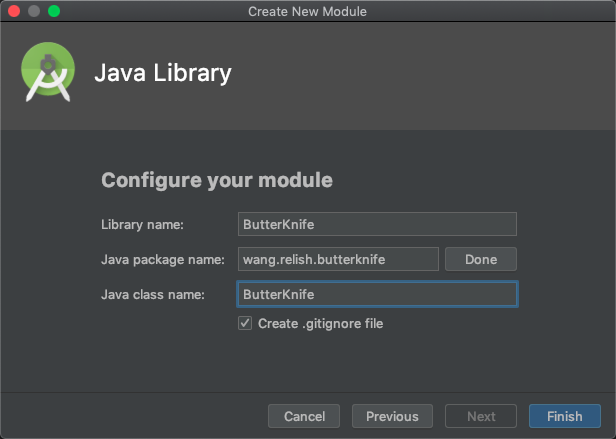 Create New Module
Java Library
Configure your module
Library name: ButterKnife
Java package name: wang.relish.butterknife Done
Java class name: ButterKnife
Create .gitignore file
Cancel Previous Next Finish